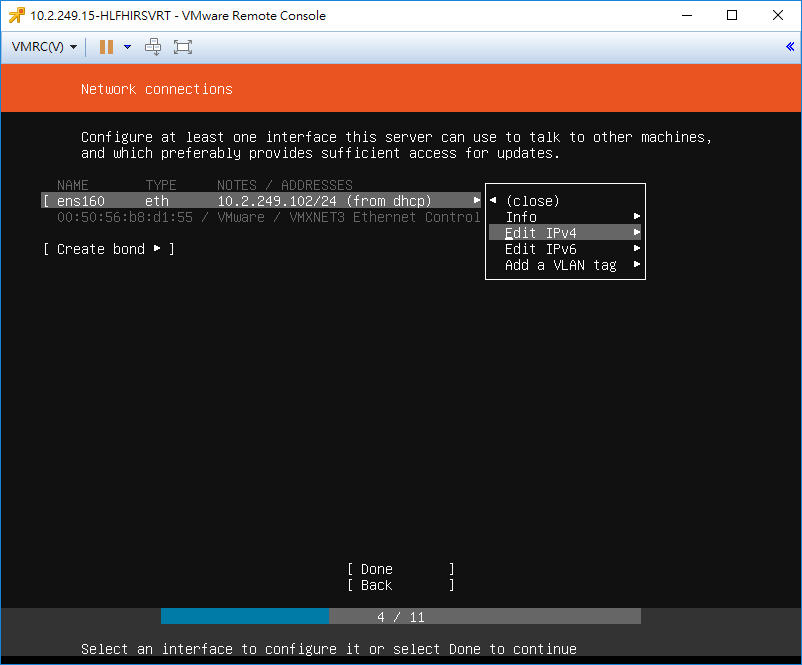 10.2.249.15-HLFHIRSVRT - VMware Remote Console
VMRC(V)
Network connections
Configure at least one interface this server can use to talk to other machines,
and which preferably provides sufficient access for updates.
NAME TYPE NOTES / ADDRESSES
[ ens160 eth 10.2.249.102/24 (from dhcp) ▸
00:50:56:b8:d1:55 / VMware / VMXNET3 Ethernet Control
◂ (close)
Info ▸
Edit IPv4 ▸
Edit IPv6 ▸
Add a VLAN tag ▸
[ Create bond ▸ ]
[ Done ]
[ Back ]
4 / 11
Select an interface to configure it or select Done to continue